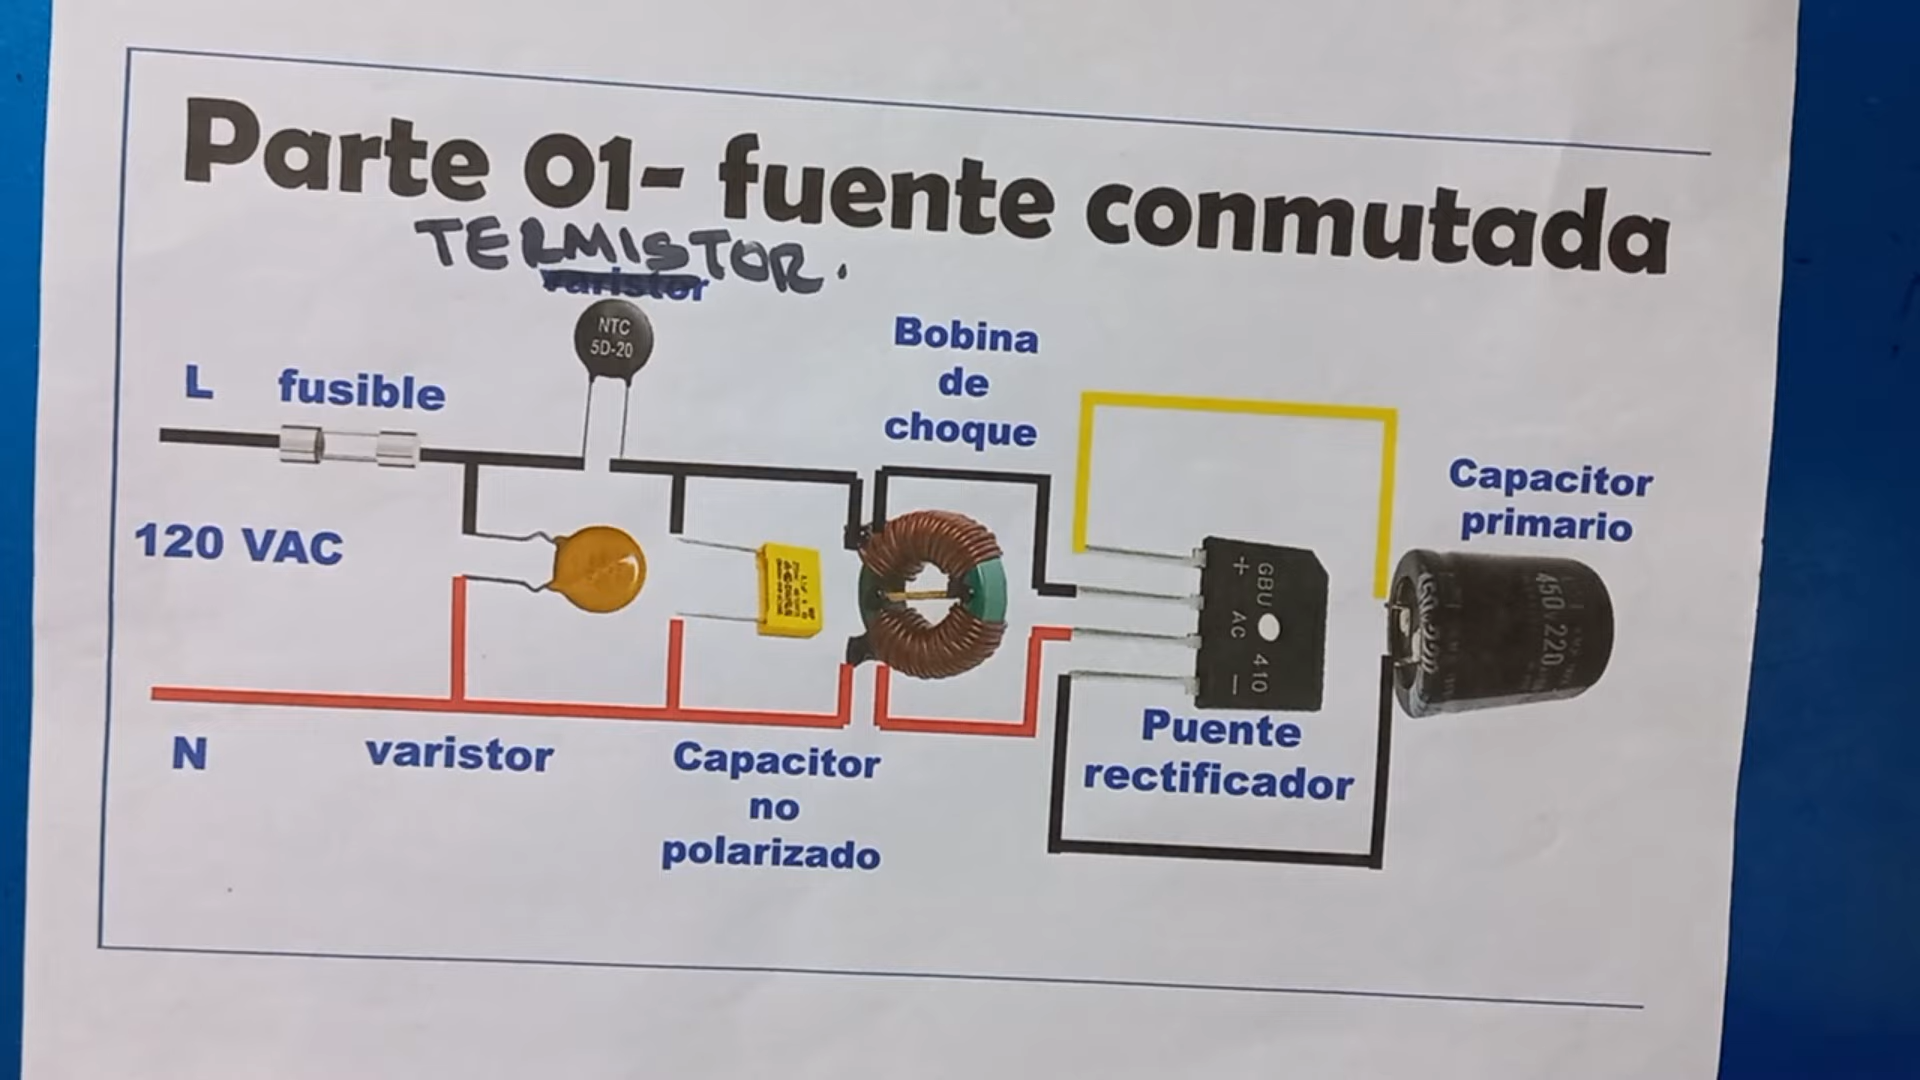 Parte 01- fuente conmutada
TERMISTOR.
varistor
NTC
5D-20
L fusible
Bobina
de
choque
Capacitor
primario
120 VAC
+ AC –
GBU 410
450V 220
N
varistor
Capacitor
no
polarizado
Puente
rectificador